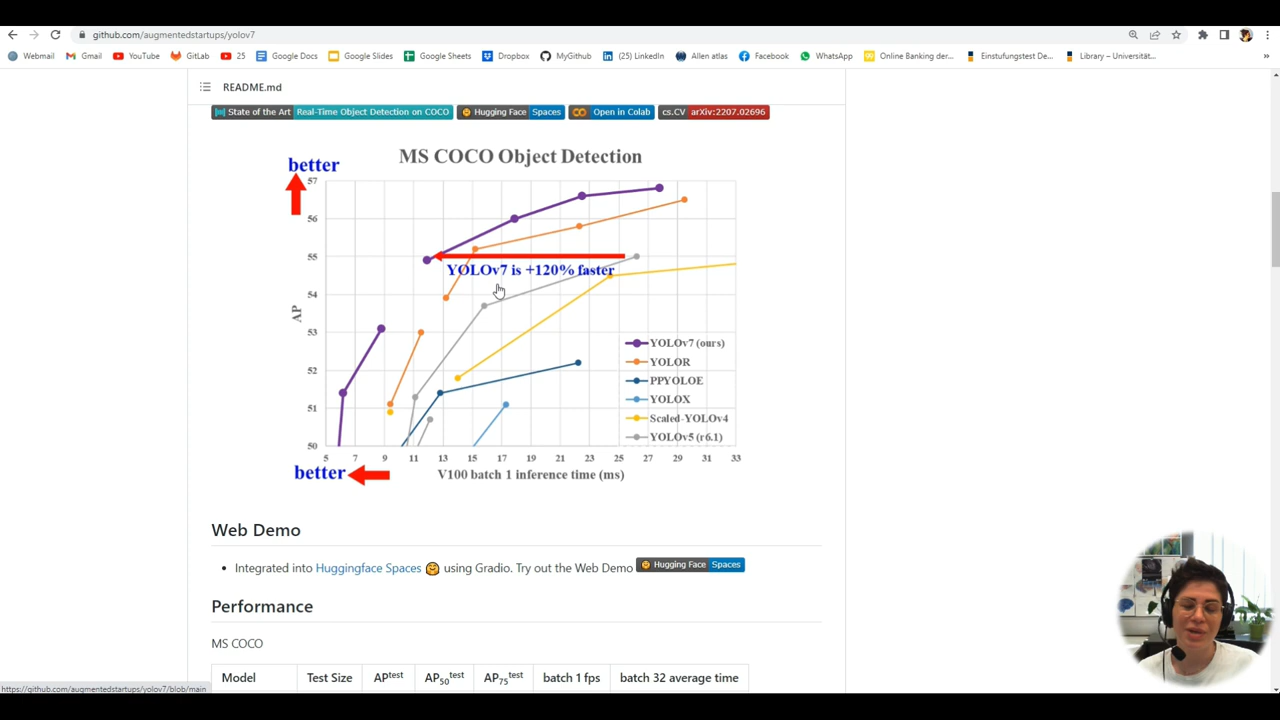 github.com/augmentedstartups/yolov7
Webmail Gmail YouTube GitLab 25 Google Docs Google Slides Google Sheets Dropbox MyGithub (25) LinkedIn Allen atlas Facebook WhatsApp Online Banking der... Einstufungstest De... Library – Universität... »
README.md
State of the Art Real-Time Object Detection on COCO Hugging Face Spaces Open in Colab cs.CV arXiv:2207.02696
MS COCO Object Detection
better
57
56
55
54
53
52
51
50
AP
YOLOv7 is +120% faster
YOLOv7 (ours)
YOLOR
PPYOLOE
YOLOX
Scaled-YOLOv4
YOLOv5 (r6.1)
5 7 9 11 13 15 17 19 21 23 25 27 29 31 33
better
V100 batch 1 inference time (ms)
Web Demo
• Integrated into Huggingface Spaces 🤗 using Gradio. Try out the Web Demo Hugging Face Spaces
Performance
MS COCO
Model Test Size APtest AP50test AP75test batch 1 fps batch 32 average time
https://github.com/augmentedstartups/yolov7/blob/main